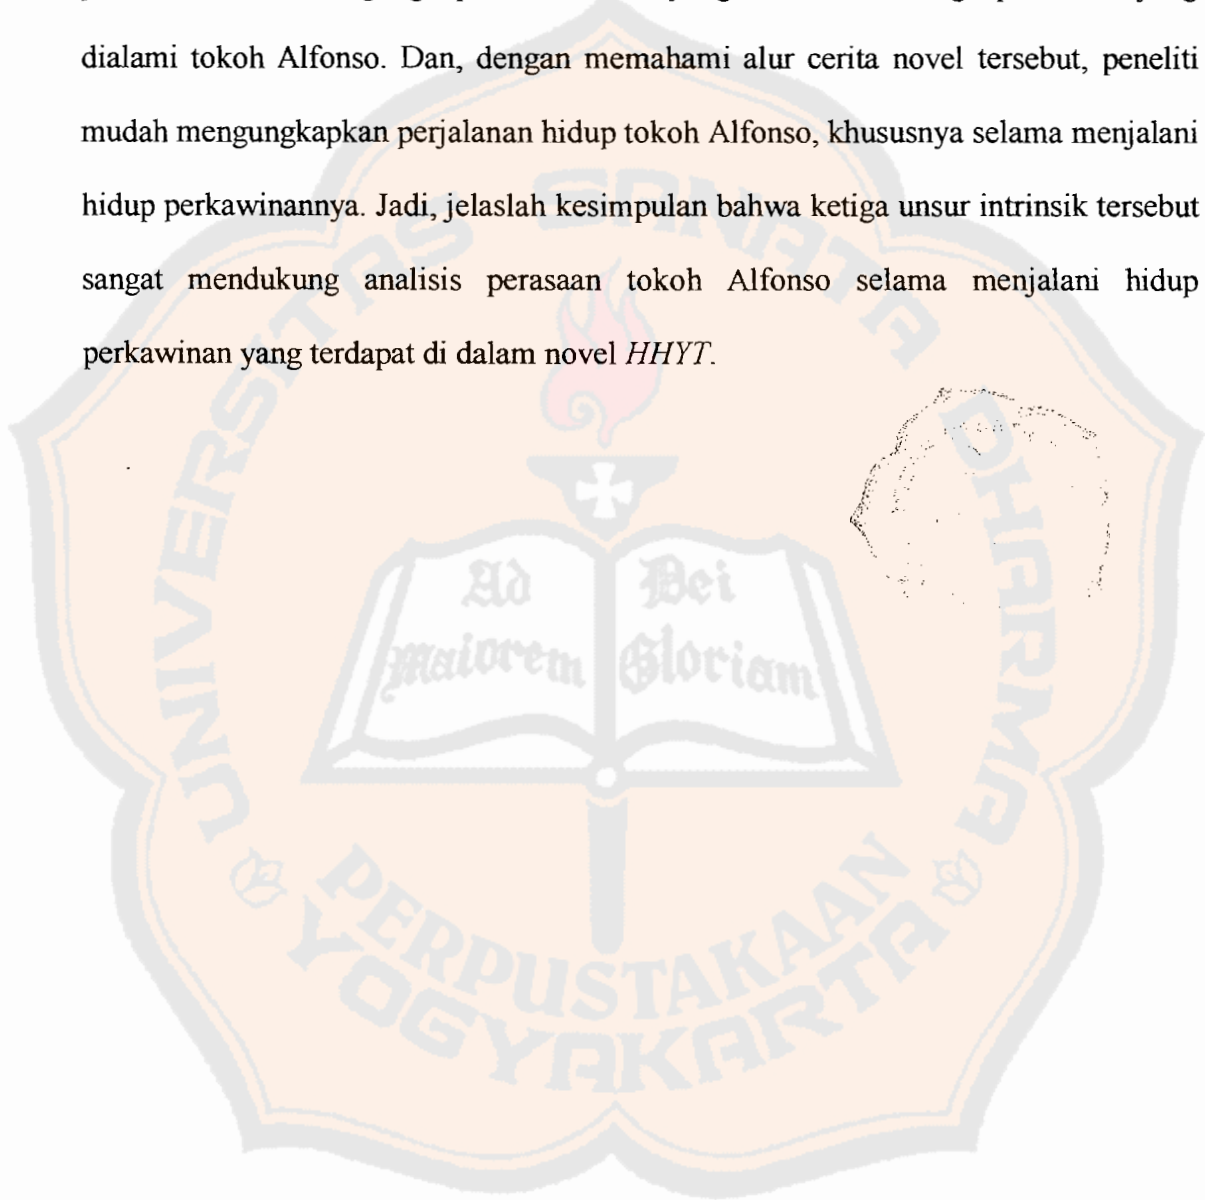 dialami tokoh Alfonso. Dan, dengan memahami alur cerita novel tersebut, peneliti
mudah mengungkapkan perjalanan hidup tokoh Alfonso, khususnya selama menjalani
hidup perkawinannya. Jadi, jelaslah kesimpulan bahwa ketiga unsur intrinsik tersebut
sangat mendukung analisis perasaan tokoh Alfonso selama menjalani hidup
perkawinan yang terdapat di dalam novel HHYT.
UNIVERSITAS SANATA DHARMA
Ad Dei
maiorem Gloriam
PERPUSTAKAAN
YOGYAKARTA